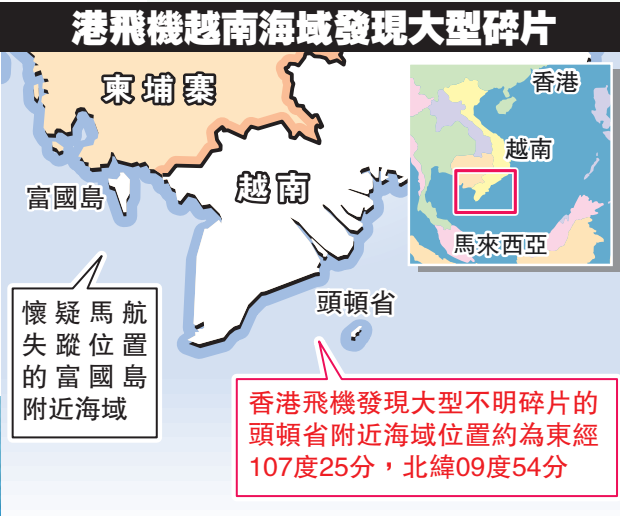 港飛機越南海域發現大型碎片
柬埔寨
香港
越南
富國島
越南
馬來西亞
懷疑馬航
失蹤位置
的富國島
附近海域
頭頓省
香港飛機發現大型不明碎片的
頭頓省附近海域位置約為東經
107度25分，北緯09度54分